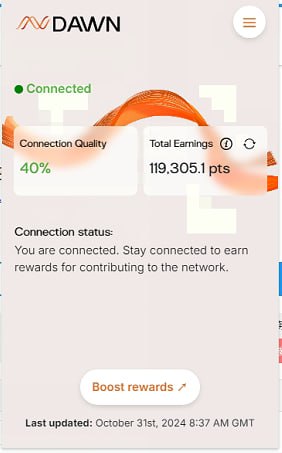 DAWN
Connected
Connection Quality
40%
Total Earnings
119,305.1 pts
Connection status:
You are connected. Stay connected to earn
rewards for contributing to the network.
Boost rewards ↗
Last updated: October 31st, 2024 8:37 AM GMT